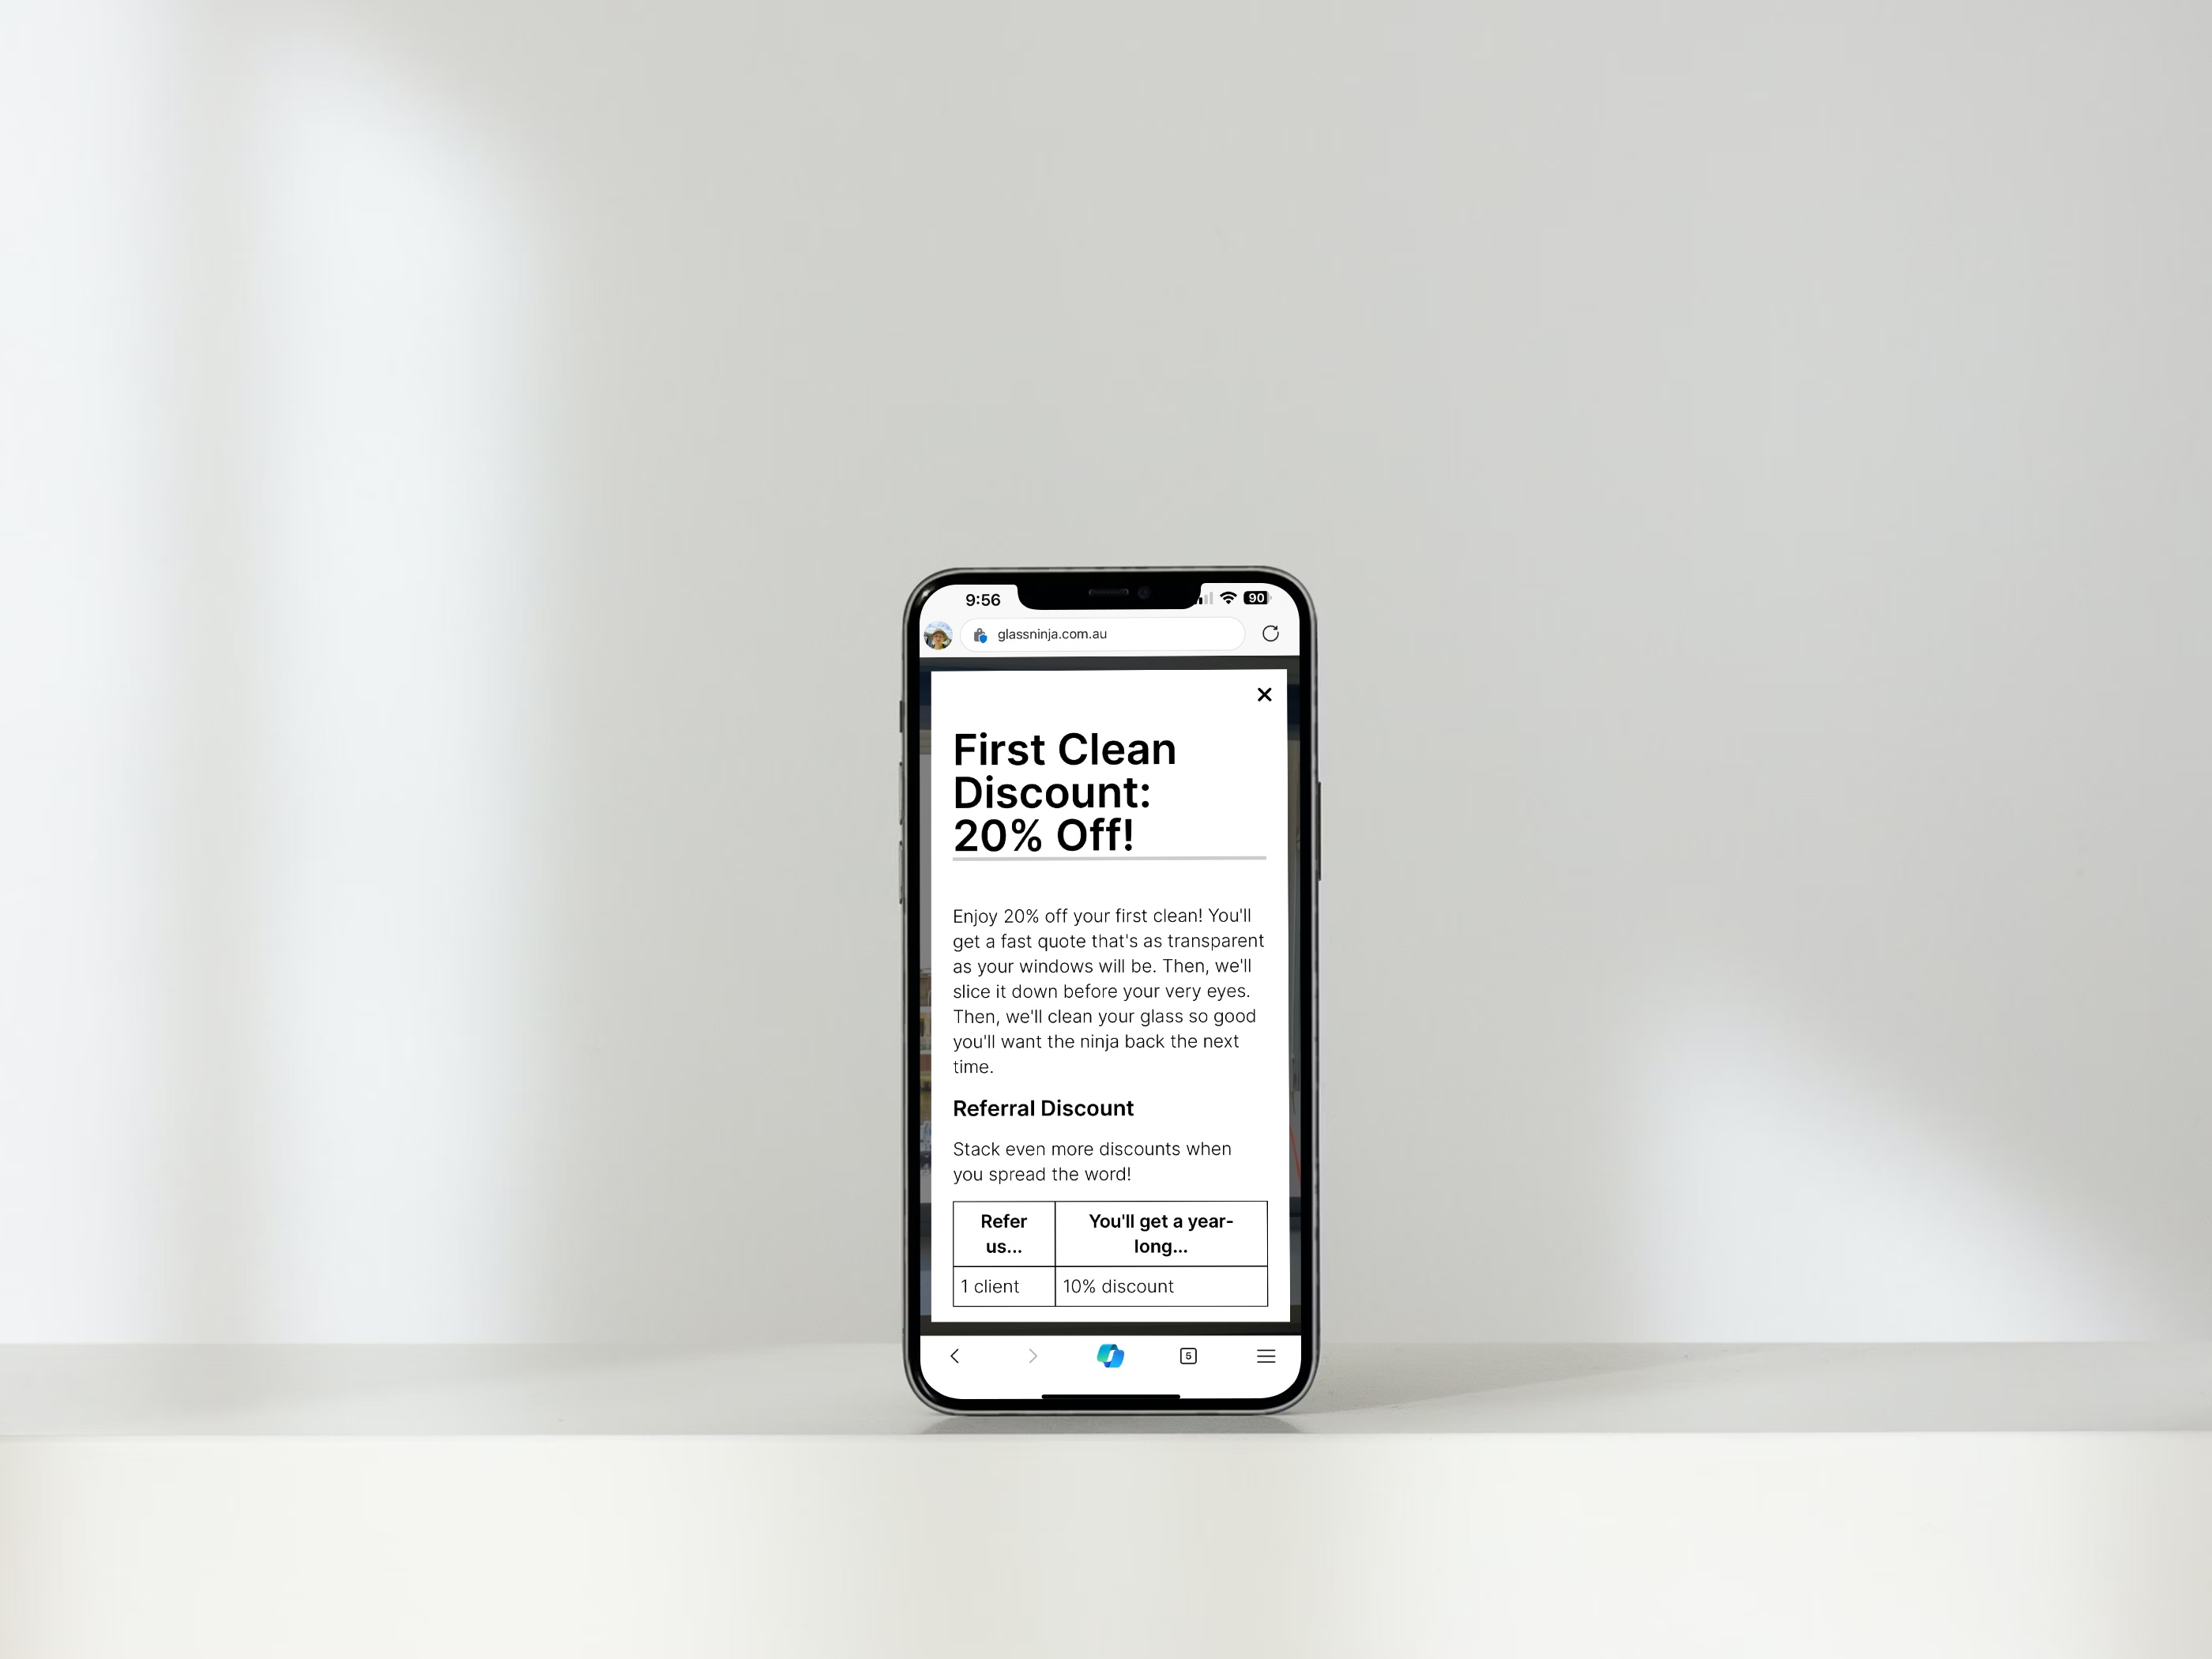 9:56
90
glassninja.com.au
First Clean
Discount:
20% Off!
Enjoy 20% off your first clean! You'll
get a fast quote that's as transparent
as your windows will be. Then, we'll
slice it down before your very eyes.
Then, we'll clean your glass so good
you'll want the ninja back the next
time.
Referral Discount
Stack even more discounts when
you spread the word!
Refer
us...
You'll get a year-
long...
1 client
10% discount
5